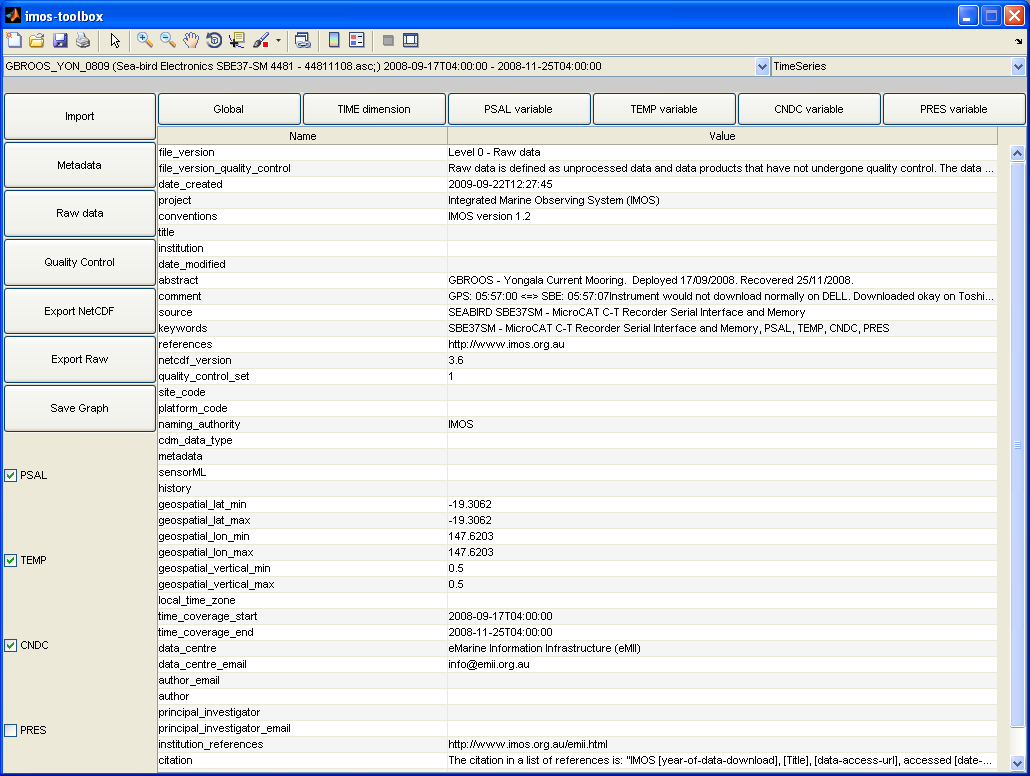 imos-toolbox
GBROOS_YON_0809 (Sea-bird Electronics SBE37-SM 4481 - 44811108.asc;) 2008-09-17T04:00:00 - 2008-11-25T04:00:00 TimeSeries
Import Global TIME dimension PSAL variable TEMP variable CNDC variable PRES variable
Metadata
Raw data
Quality Control
Export NetCDF
Export Raw
Save Graph
PSAL
TEMP
CNDC
PRES
Name Value
file_version Level 0 - Raw data
file_version_quality_control Raw data is defined as unprocessed data and data products that have not undergone quality control. The data ...
date_created 2009-09-22T12:27:45
project Integrated Marine Observing System (IMOS)
conventions IMOS version 1.2
title
institution
date_modified
abstract GBROOS - Yongala Current Mooring. Deployed 17/09/2008. Recovered 25/11/2008.
comment GPS: 05:57:00 <=> SBE: 05:57:07Instrument would not download normally on DELL. Downloaded okay on Toshi...
source SEABIRD SBE37SM - MicroCAT C-T Recorder Serial Interface and Memory
keywords SBE37SM - MicroCAT C-T Recorder Serial Interface and Memory, PSAL, TEMP, CNDC, PRES
references http://www.imos.org.au
netcdf_version 3.6
quality_control_set 1
site_code
platform_code
naming_authority IMOS
cdm_data_type
metadata
sensorML
history
geospatial_lat_min -19.3062
geospatial_lat_max -19.3062
geospatial_lon_min 147.6203
geospatial_lon_max 147.6203
geospatial_vertical_min 0.5
geospatial_vertical_max 0.5
local_time_zone
time_coverage_start 2008-09-17T04:00:00
time_coverage_end 2008-11-25T04:00:00
data_centre eMarine Information Infrastructure (eMII)
data_centre_email info@emii.org.au
author_email
author
principal_investigator
principal_investigator_email
institution_references http://www.imos.org.au/emii.html
citation The citation in a list of references is: "IMOS [year-of-data-download], [Title], [data-access-url], accessed [date-...